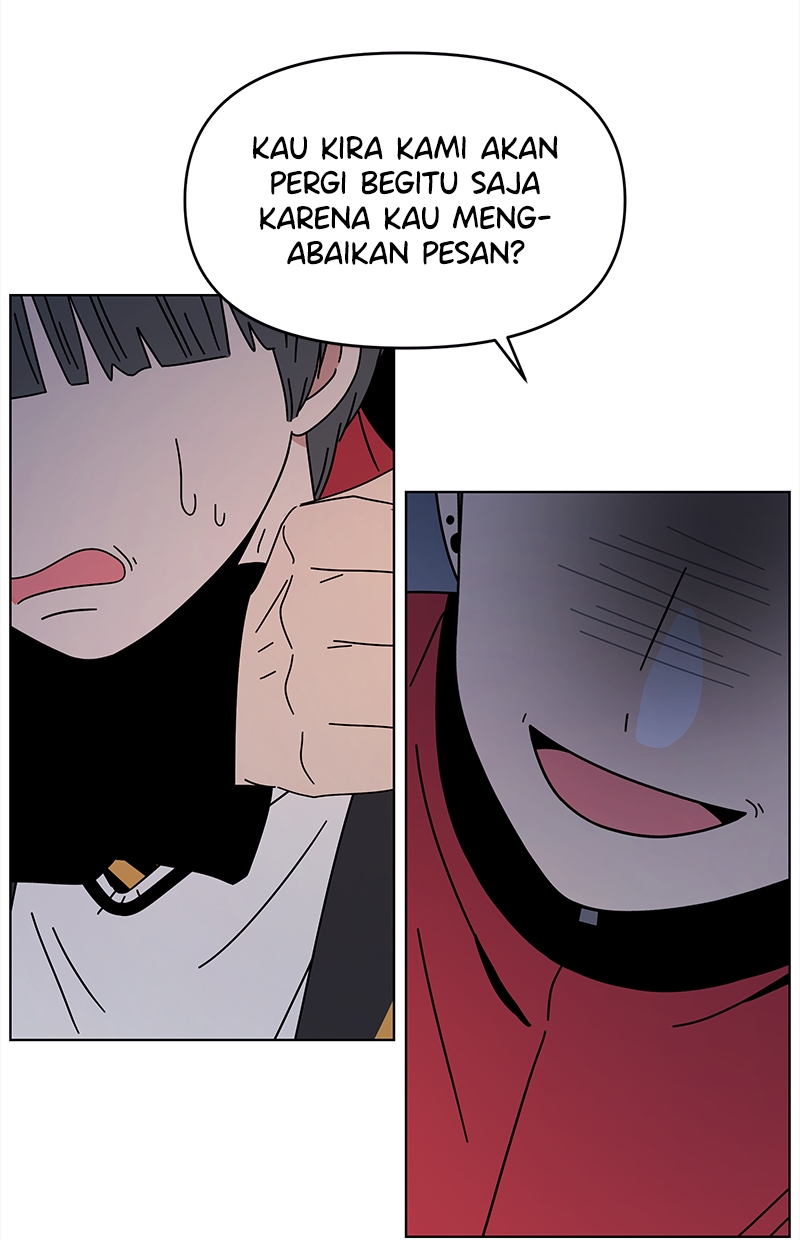 KAU KIRA KAMI AKAN
PERGI BEGITU SAJA
KARENA KAU MENG-
ABAIKAN PESAN?